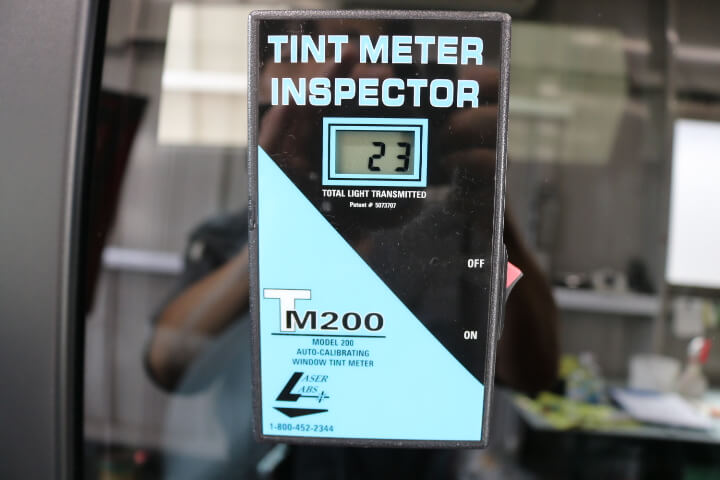 TINT METER
INSPECTOR
23
TOTAL LIGHT TRANSMITTED
Patent # 5073707
OFF
TM200
ON
MODEL 200
AUTO-CALIBRATING
WINDOW TINT METER
LASER
LABS
1-800-452-2344